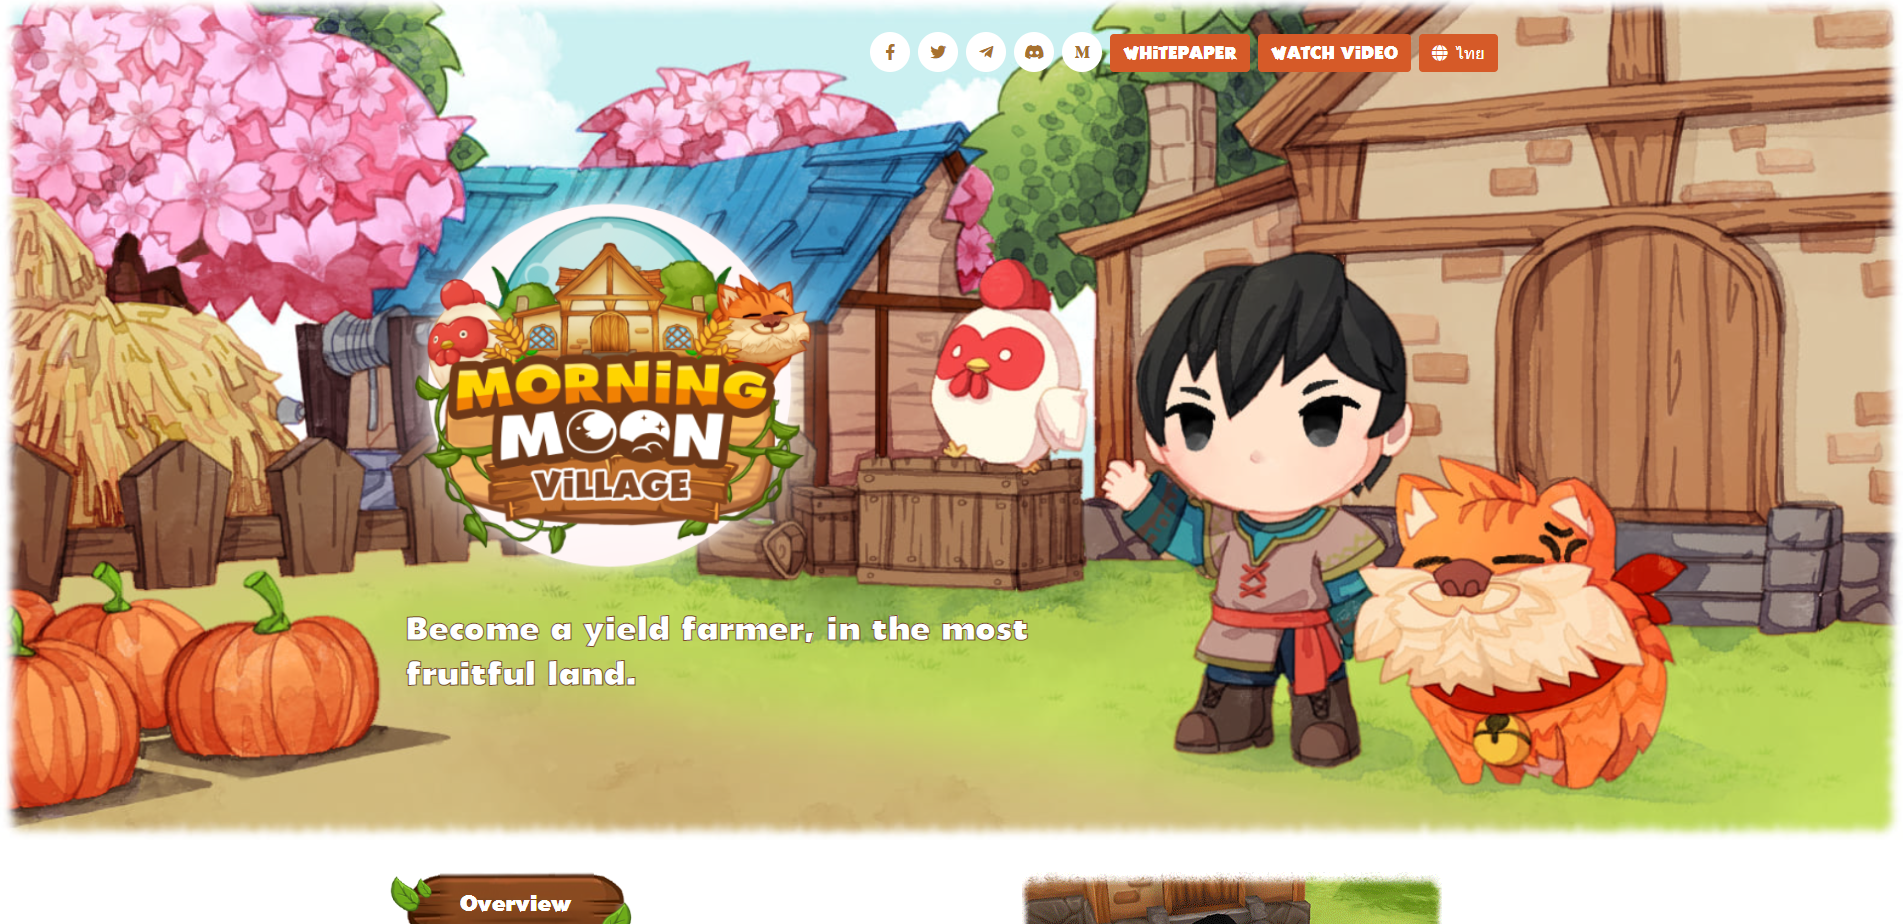 M
WHiTEPAPER
WATCH ViDEO
ไทย
MORNiNG
MOON
ViLLAGE
Become a yield farmer, in the most
fruitful land.
Overview